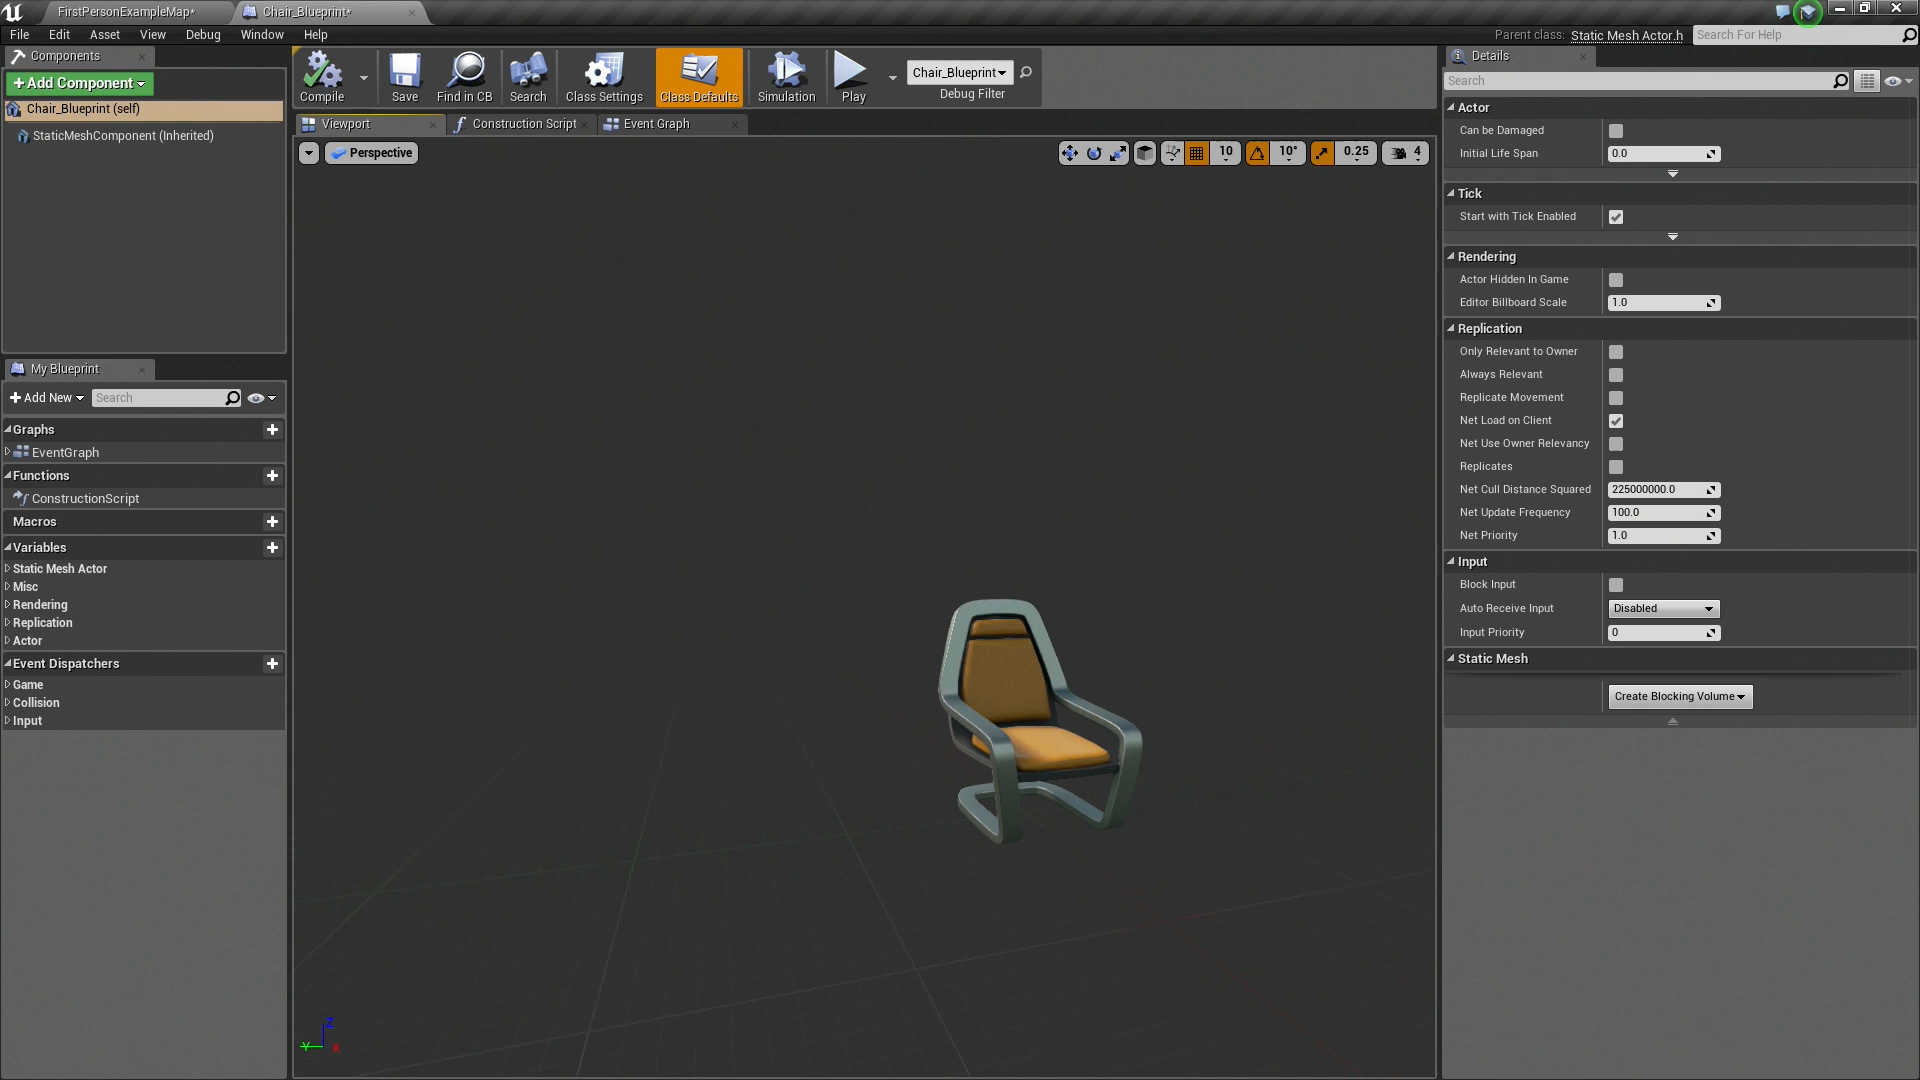 FirstPersonExampleMap*
Chair_Blueprint*
File Edit Asset View Debug Window Help
Parent class: Static Mesh Actor.h
Search For Help
Components
+Add Component
Chair_Blueprint (self)
StaticMeshComponent (Inherited)
Compile
Save
Find in CB
Search
Class Settings
Class Defaults
Simulation
Play
Chair_Blueprint
Debug Filter
Viewport
Construction Script
Event Graph
Perspective
10
10°
0.25
4
My Blueprint
+Add New
Search
Graphs
EventGraph
Functions
ConstructionScript
Macros
Variables
Static Mesh Actor
Misc
Rendering
Replication
Actor
Event Dispatchers
Game
Collision
Input
Z
Y
X
Details
Search
Actor
Can be Damaged
Initial Life Span 0.0
Tick
Start with Tick Enabled
Rendering
Actor Hidden In Game
Editor Billboard Scale 1.0
Replication
Only Relevant to Owner
Always Relevant
Replicate Movement
Net Load on Client
Net Use Owner Relevancy
Replicates
Net Cull Distance Squared 225000000.0
Net Update Frequency 100.0
Net Priority 1.0
Input
Block Input
Auto Receive Input Disabled
Input Priority 0
Static Mesh
Create Blocking Volume